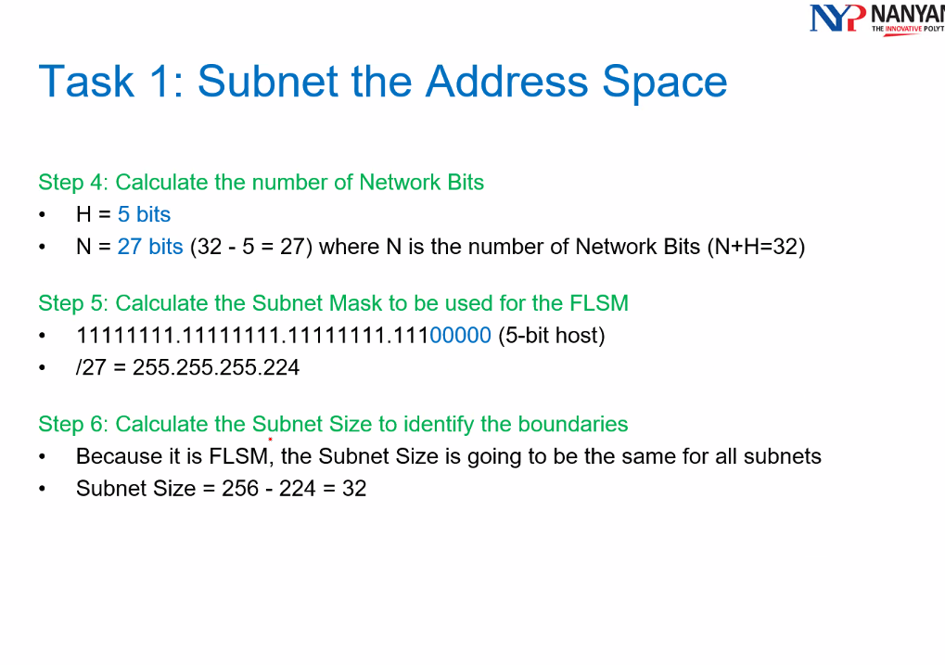 NYP NANYAN
THE INNOVATIVE POLYT
Task 1: Subnet the Address Space
Step 4: Calculate the number of Network Bits
• H = 5 bits
• N = 27 bits (32 - 5 = 27) where N is the number of Network Bits (N+H=32)
Step 5: Calculate the Subnet Mask to be used for the FLSM
• 11111111.11111111.11111111.11100000 (5-bit host)
• /27 = 255.255.255.224
Step 6: Calculate the Subnet Size to identify the boundaries
• Because it is FLSM, the Subnet Size is going to be the same for all subnets
• Subnet Size = 256 - 224 = 32